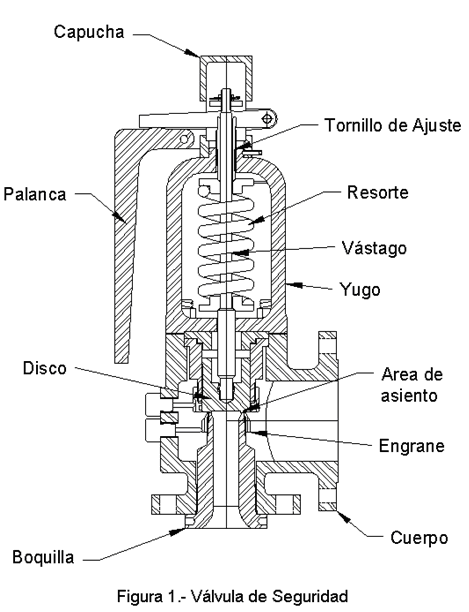 Capucha
Tornillo de Ajuste
Palanca
Resorte
Vástago
Yugo
Disco
Area de
asiento
Engrane
Boquilla
Cuerpo
Figura 1.- Válvula de Seguridad